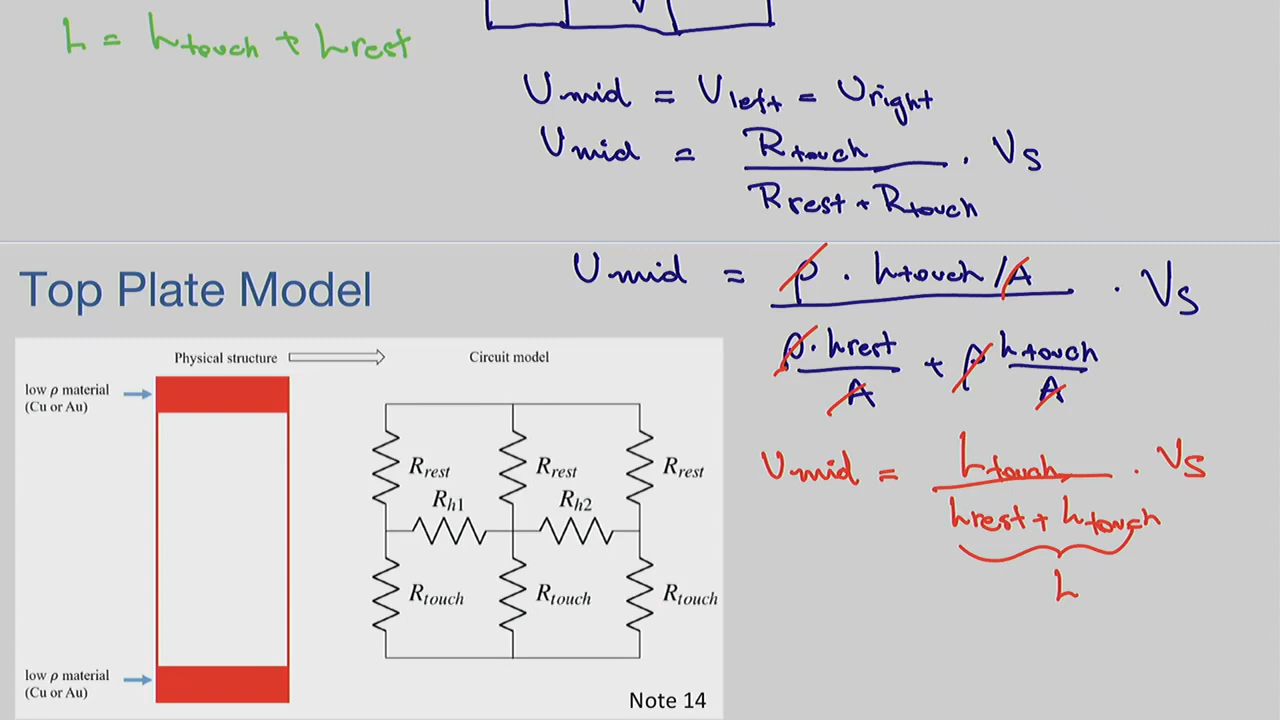 L = Ltouch + Lrest
Umid = Vleft = Uright
Umid = Rtouch / Rrest + Rtouch · Vs
Umid = ρ · Ltouch / A · Vs
ρ · Lrest / A + ρ Ltouch / A
Umid = Ltouch / Lrest + Ltouch · Vs
L
Top Plate Model
Physical structure
Circuit model
low ρ material
(Cu or Au)
Rrest
Rrest
Rrest
Rh1
Rh2
Rtouch
Rtouch
Rtouch
low ρ material
(Cu or Au)
Note 14